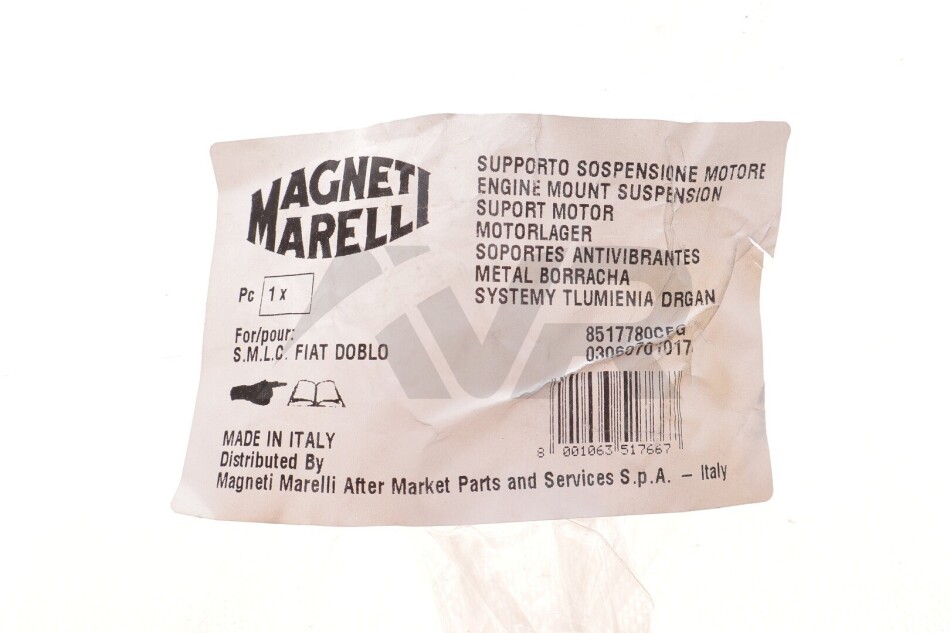 MAGNETI
MARELLI
SUPPORTO SOSPENSIONE MOTORE
ENGINE MOUNT SUSPENSION
SUPORT MOTOR
MOTORLAGER
SOPORTES ANTIVIBRANTES
METAL BORRACHA
SYSTEMY TLUMIENIA DRGAN
Pc 1 x
For/pour:
S.M.L.C. FIAT DOBLO
03060701017
8 001063 517667
MADE IN ITALY
Distributed By
Magneti Marelli After Market Parts and Services S.p.A. – Italy